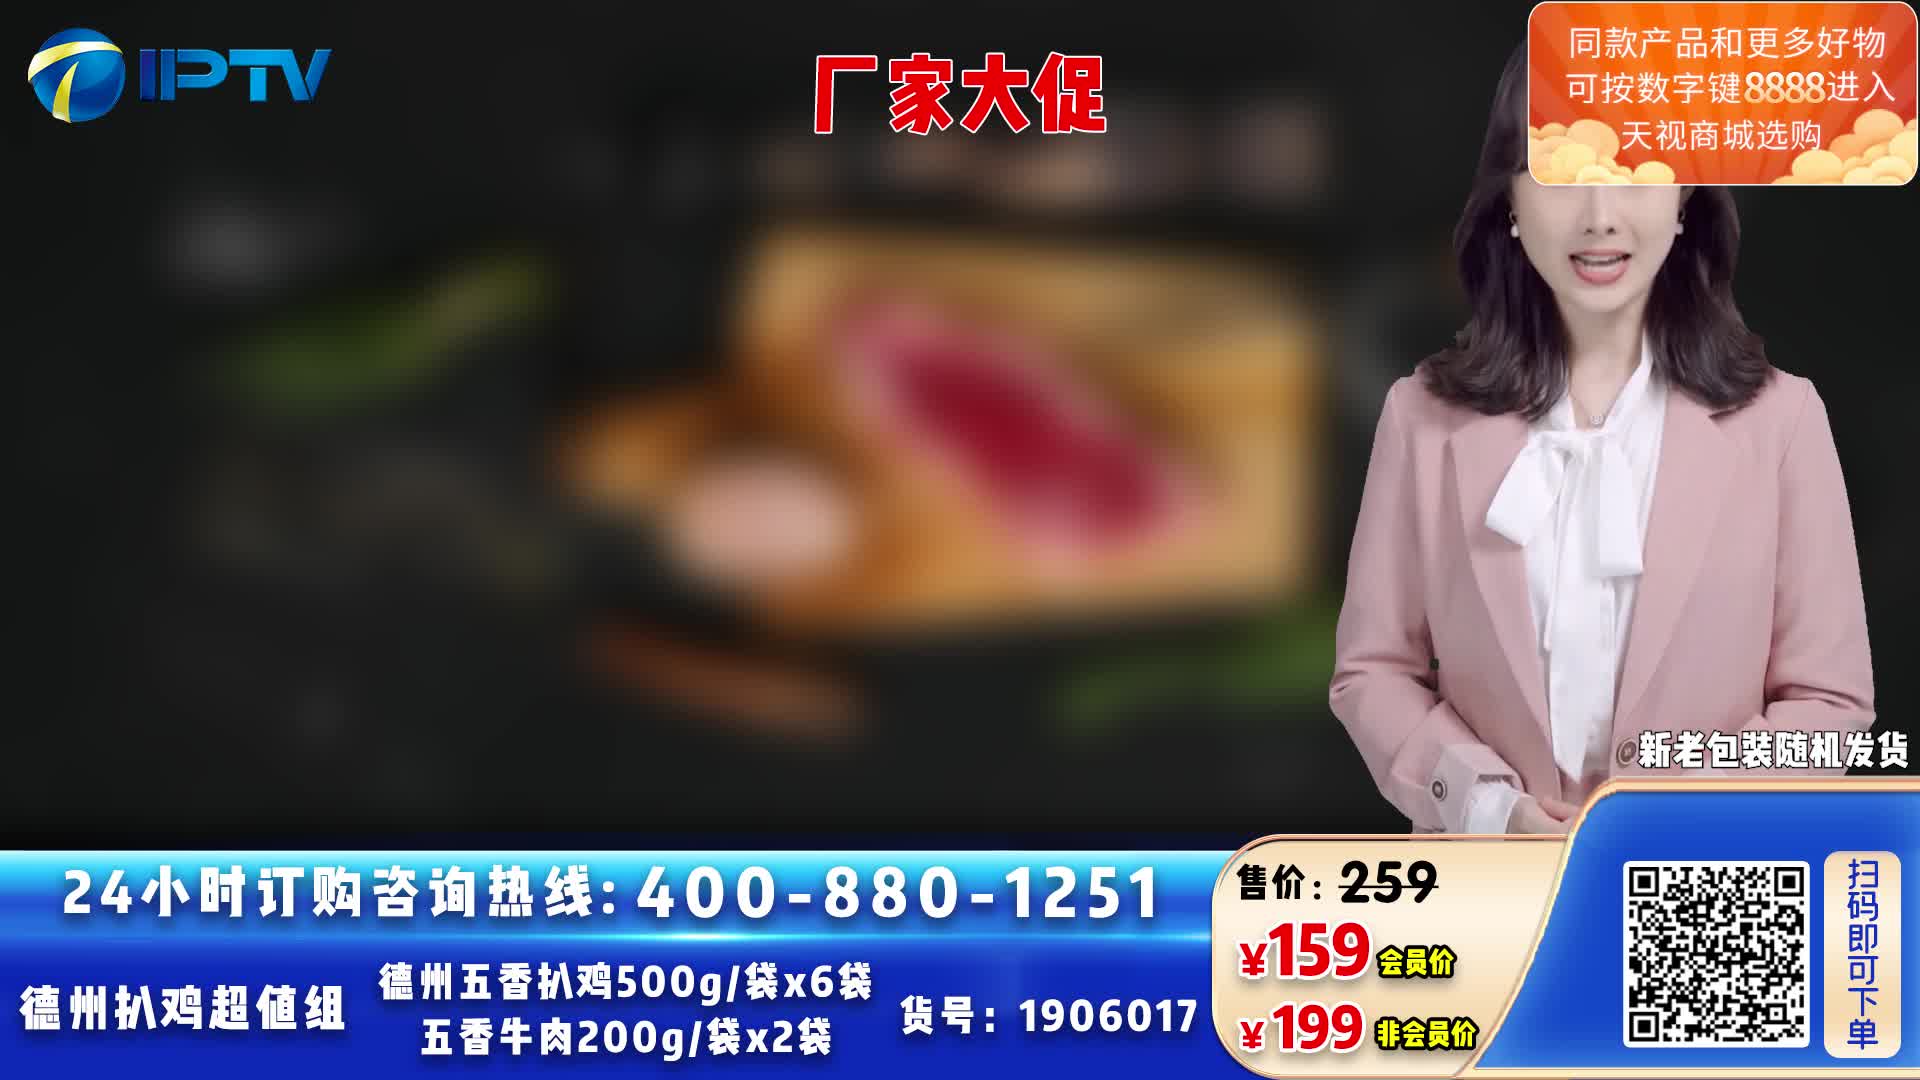 IPTV
厂家大促
同款产品和更多好物
可按数字键8888进入
天视商城选购
新老包装随机发货
24小时订购咨询热线:400-880-1251
德州扒鸡超值组
德州五香扒鸡500g/袋x6袋
五香牛肉200g/袋x2袋
货号：1906017
售价：259
¥159会员价
¥199非会员价
扫码即可下单